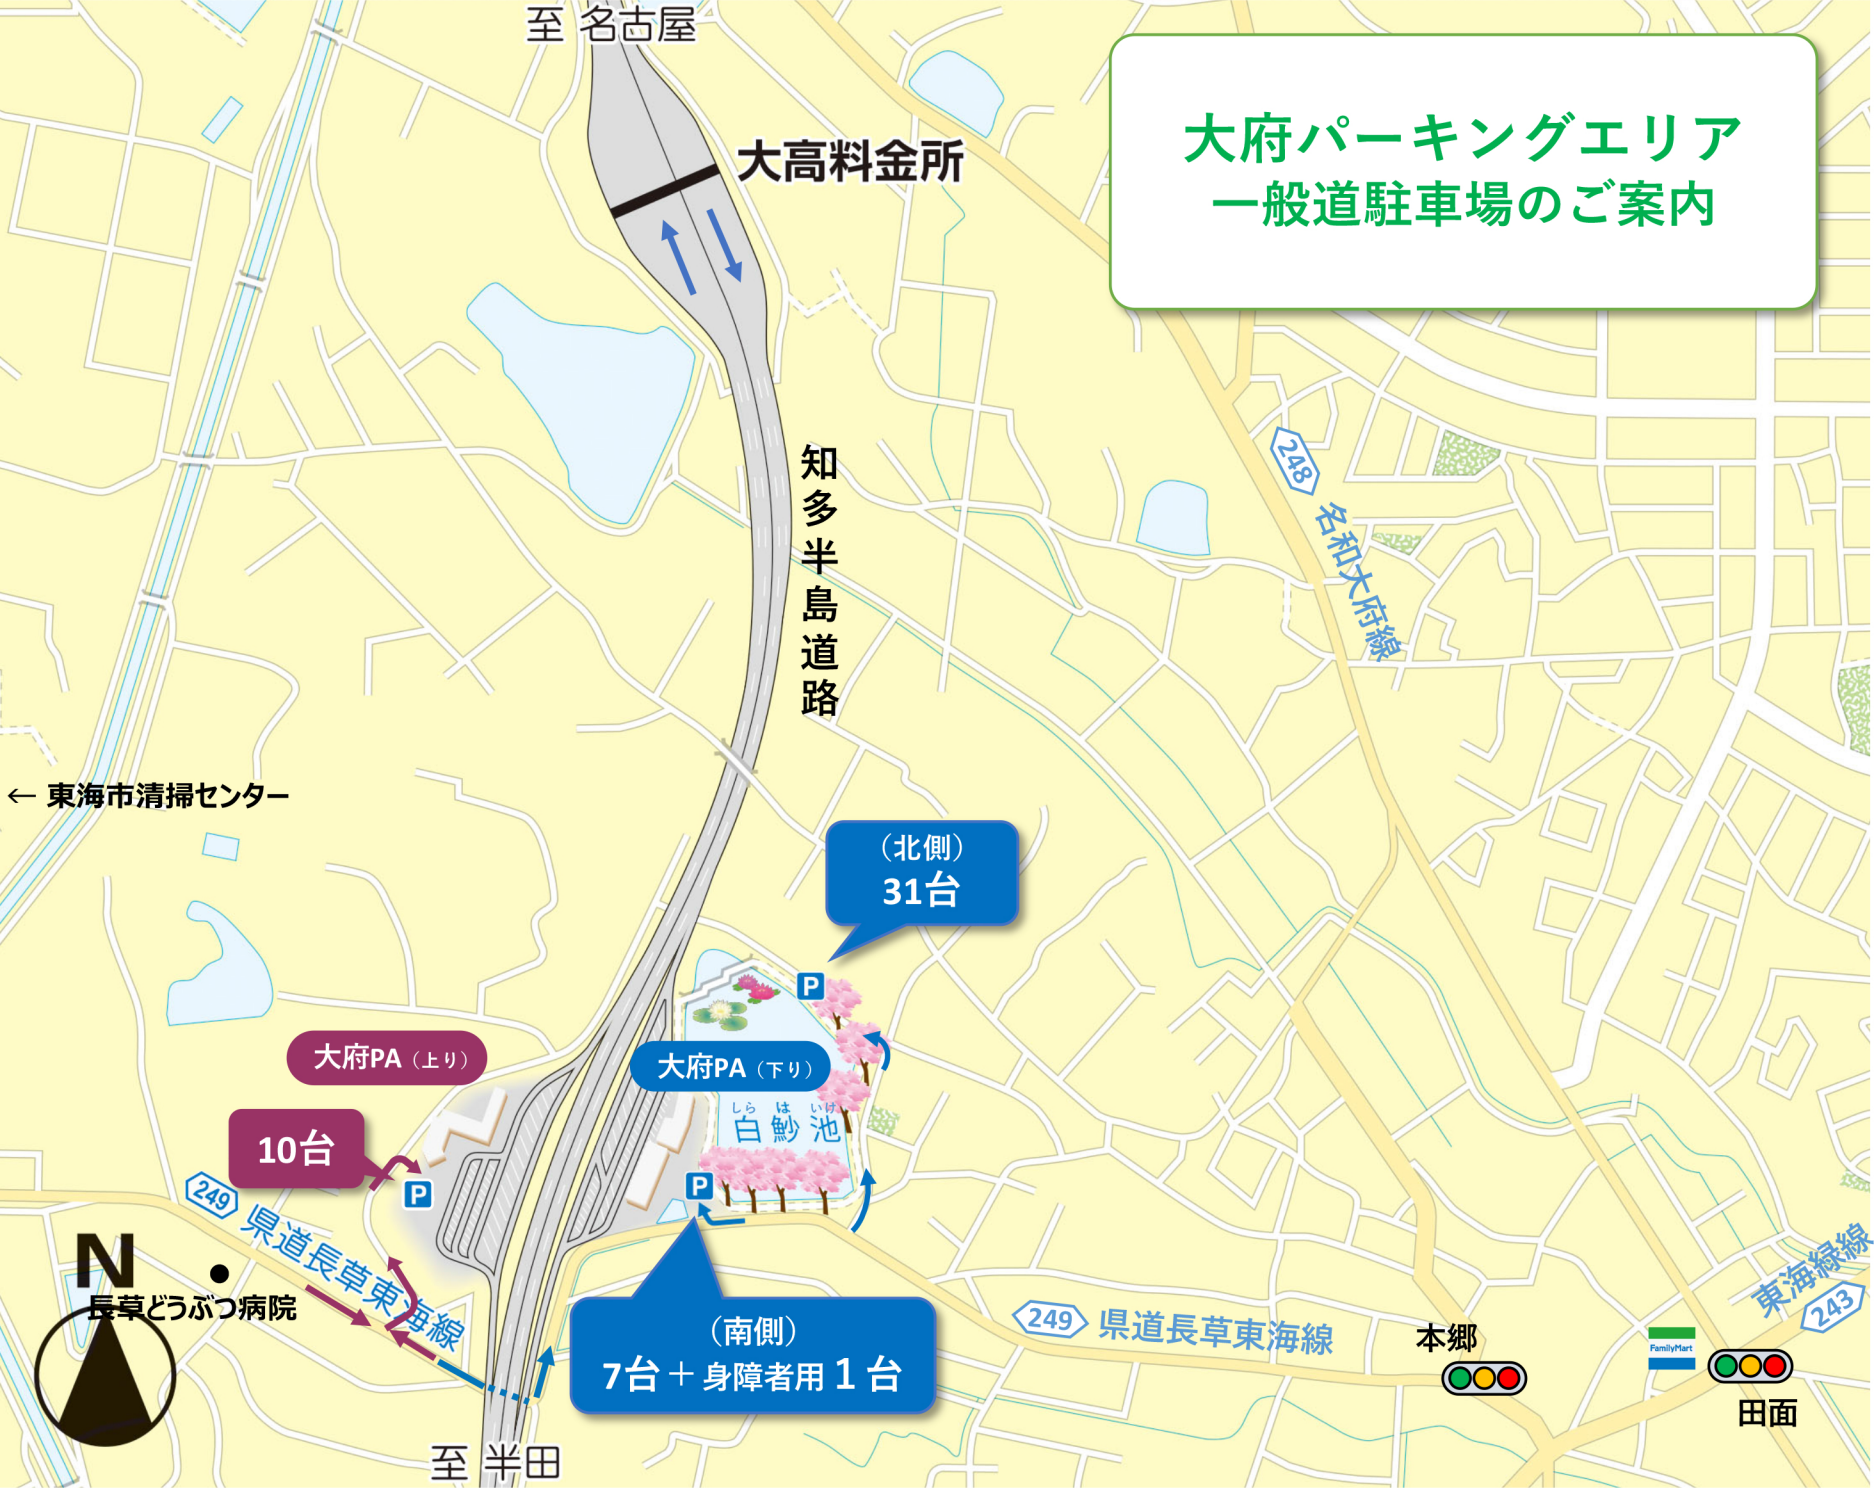 至 名古屋
大府パーキングエリア
一般道駐車場のご案内
大高料金所
知多半島道路
248
名和大府線
← 東海市清掃センター
（北側）
31台
P
大府PA（上り）
大府PA（下り）
しら は いけ
白魦池
10台
P
P
249
県道長草東海線
N
長草どうぶつ病院
（南側）
7台＋身障者用 1 台
249
県道長草東海線
本郷
FamilyMart
東海緑線
243
田面
至 半田